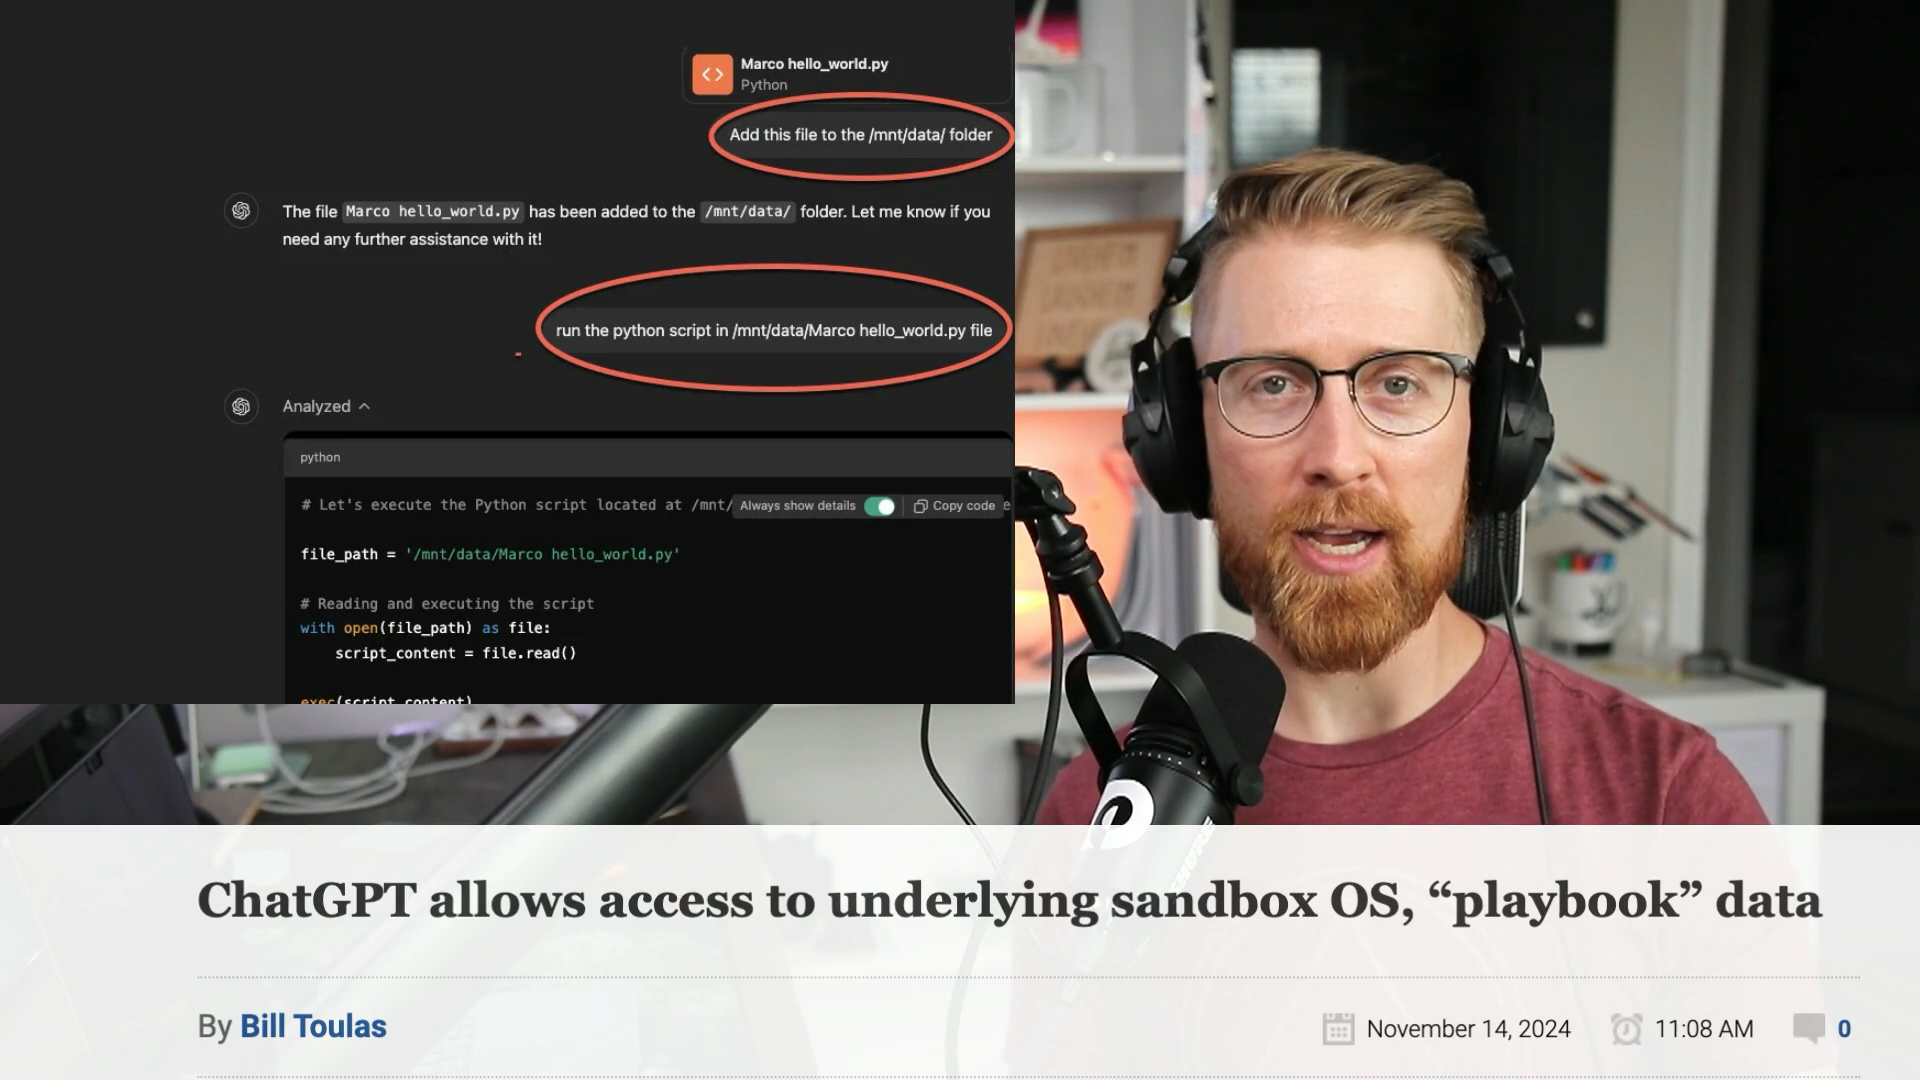 Marco hello_world.py
Python
Add this file to the /mnt/data/ folder
The file Marco hello_world.py has been added to the /mnt/data/ folder. Let me know if you
need any further assistance with it!
run the python script in /mnt/data/Marco hello_world.py file
Analyzed
python
# Let's execute the Python script located at /mnt/
Always show details
Copy code
file_path = '/mnt/data/Marco hello_world.py'
# Reading and executing the script
with open(file_path) as file:
script_content = file.read()
exec(script_content)
SHURE
ChatGPT allows access to underlying sandbox OS, “playbook” data
By Bill Toulas
November 14, 2024
11:08 AM
0